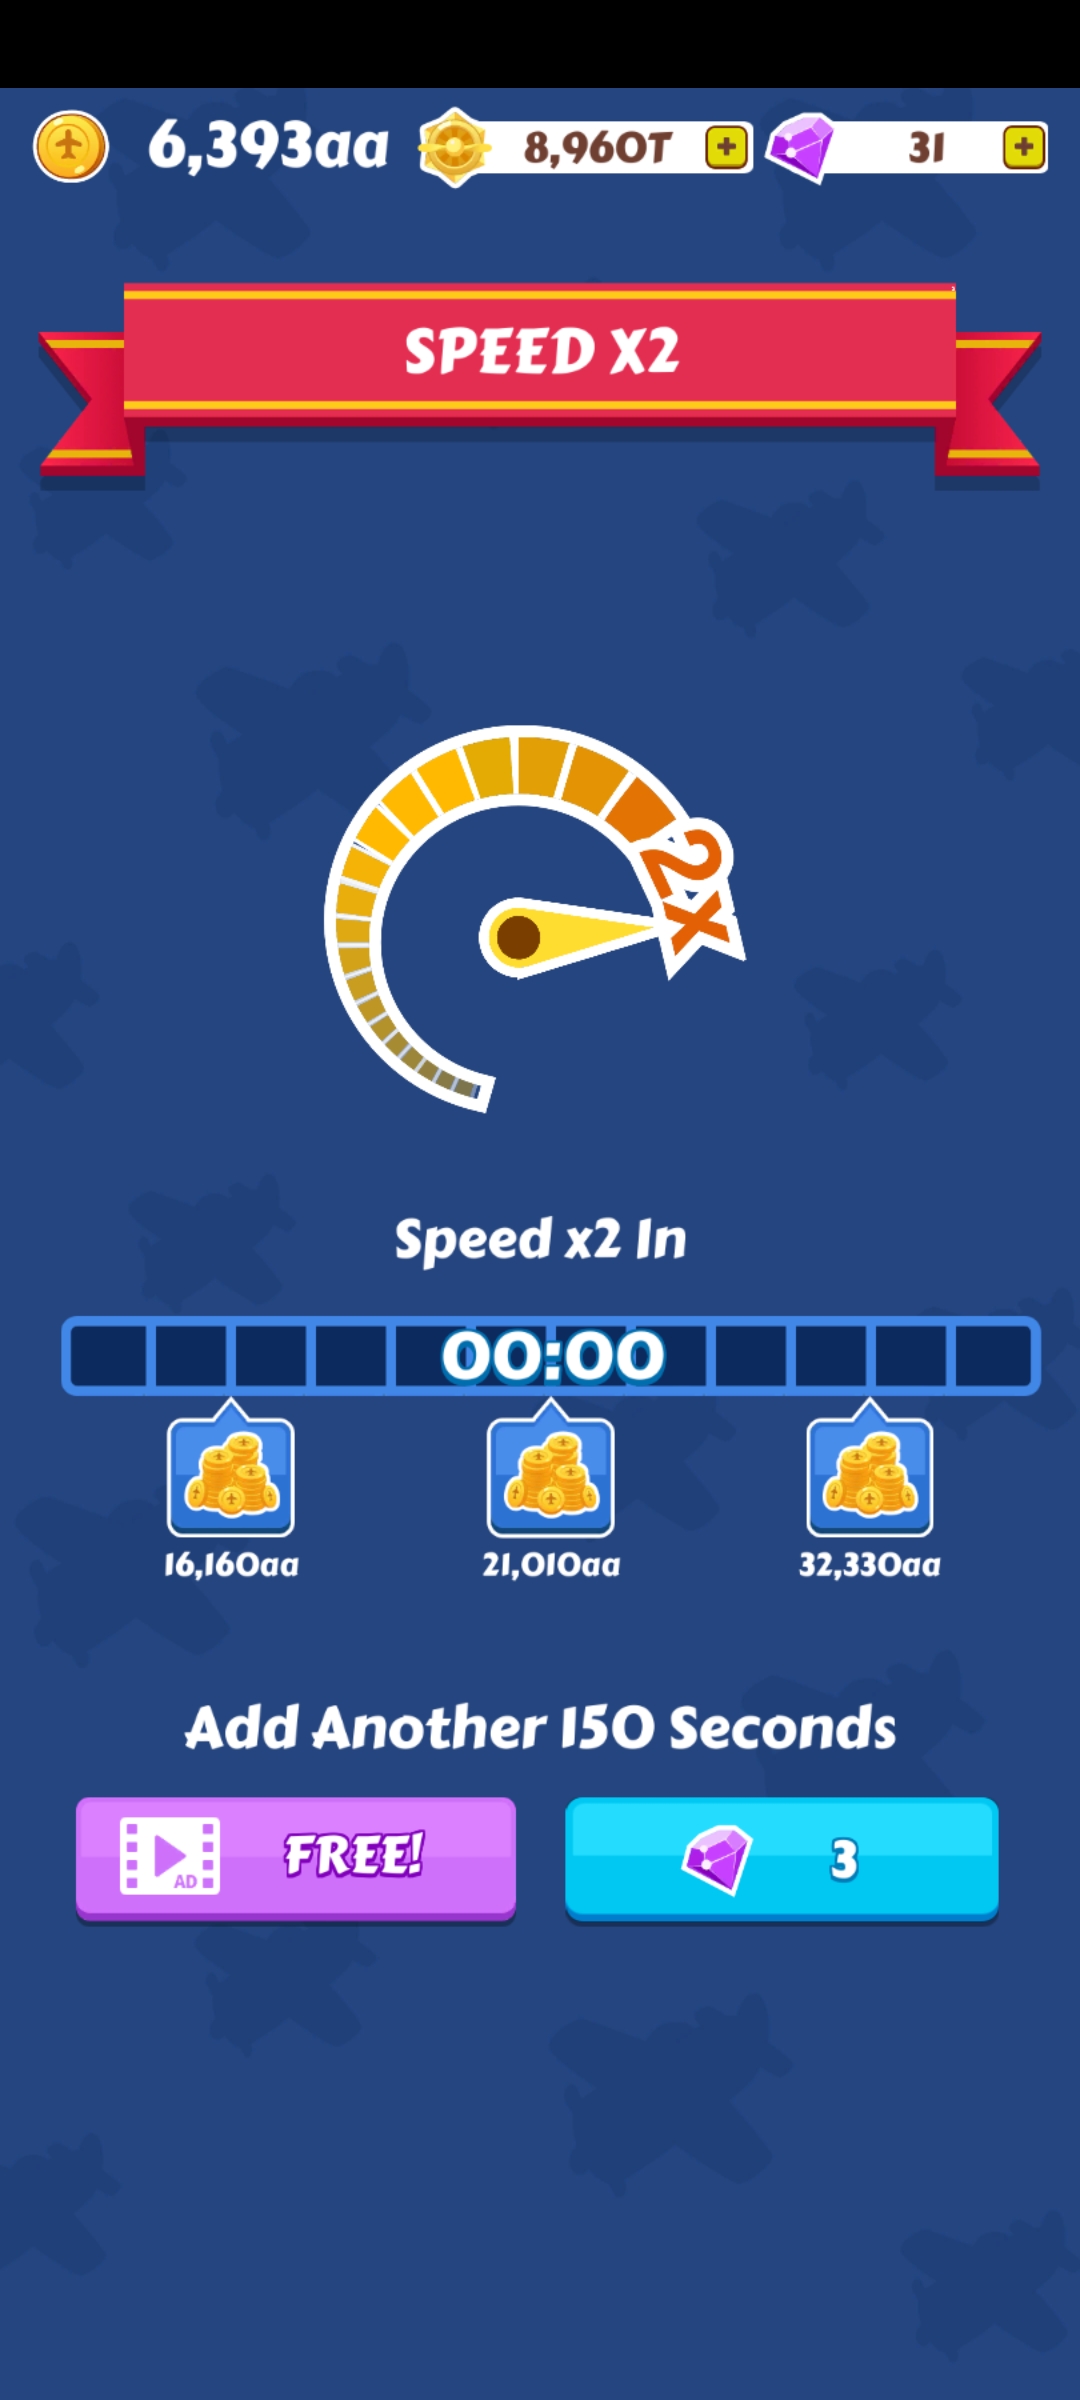 6,393aa 8,960T 31
SPEED X2
2x
Speed x2 In
00:00
16,160aa 21,010aa 32,330aa
Add Another 150 Seconds
AD FREE! 3